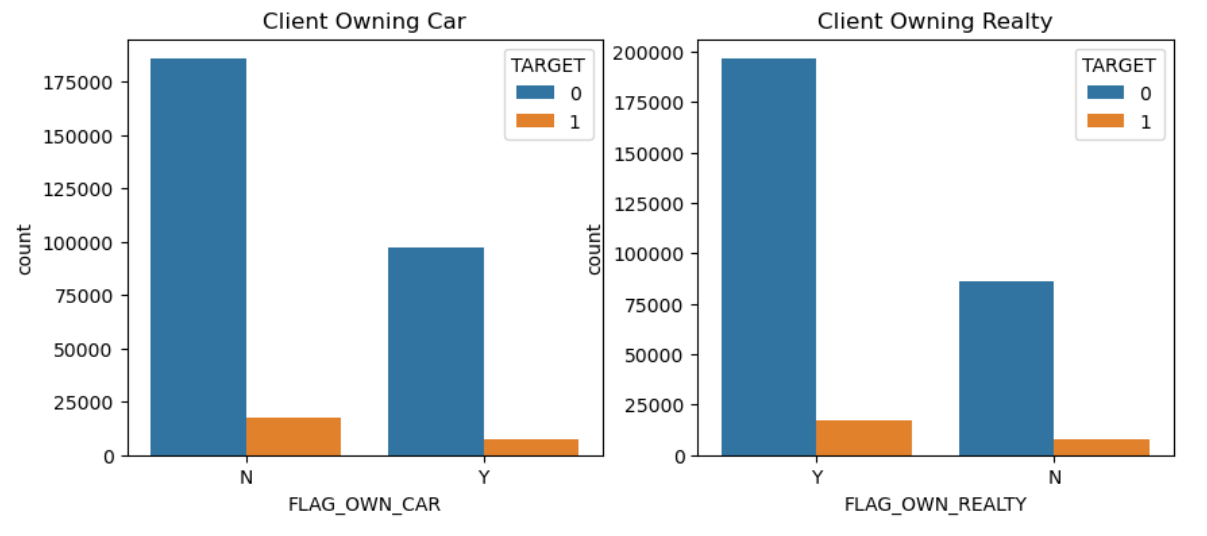 Client Owning Car
count
175000
150000
125000
100000
75000
50000
25000
0
TARGET
0
1
N
Y
FLAG_OWN_CAR
Client Owning Realty
count
200000
175000
150000
125000
100000
75000
50000
25000
0
TARGET
0
1
Y
N
FLAG_OWN_REALTY